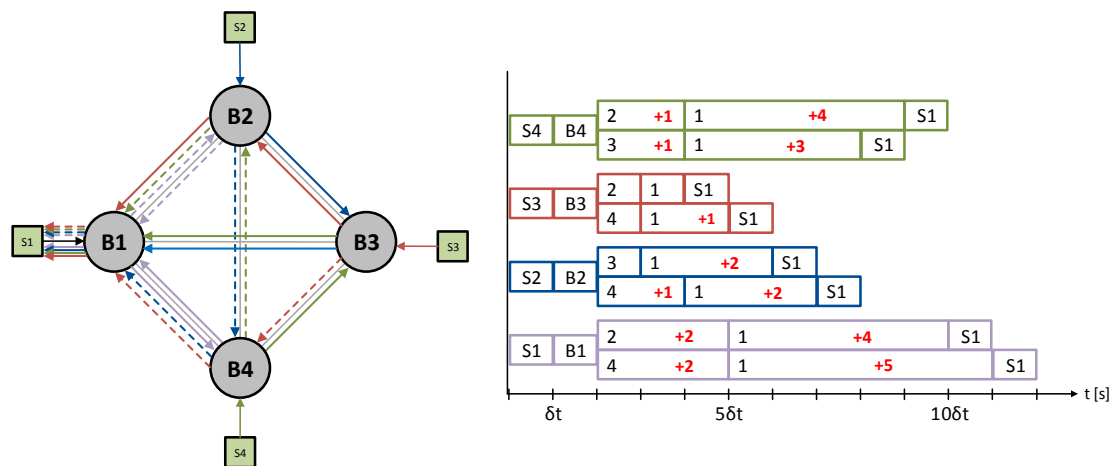 S2
B2
S1
B1
B3
S3
B4
S4
S4 B4 2 +1 1 +4 S1
3 +1 1 +3 S1
S3 B3 2 1 S1
4 1 +1 S1
S2 B2 3 1 +2 S1
4 +1 1 +2 S1
S1 B1 2 +2 1 +4 S1
4 +2 1 +5 S1
δt 5δt 10δt t [s]